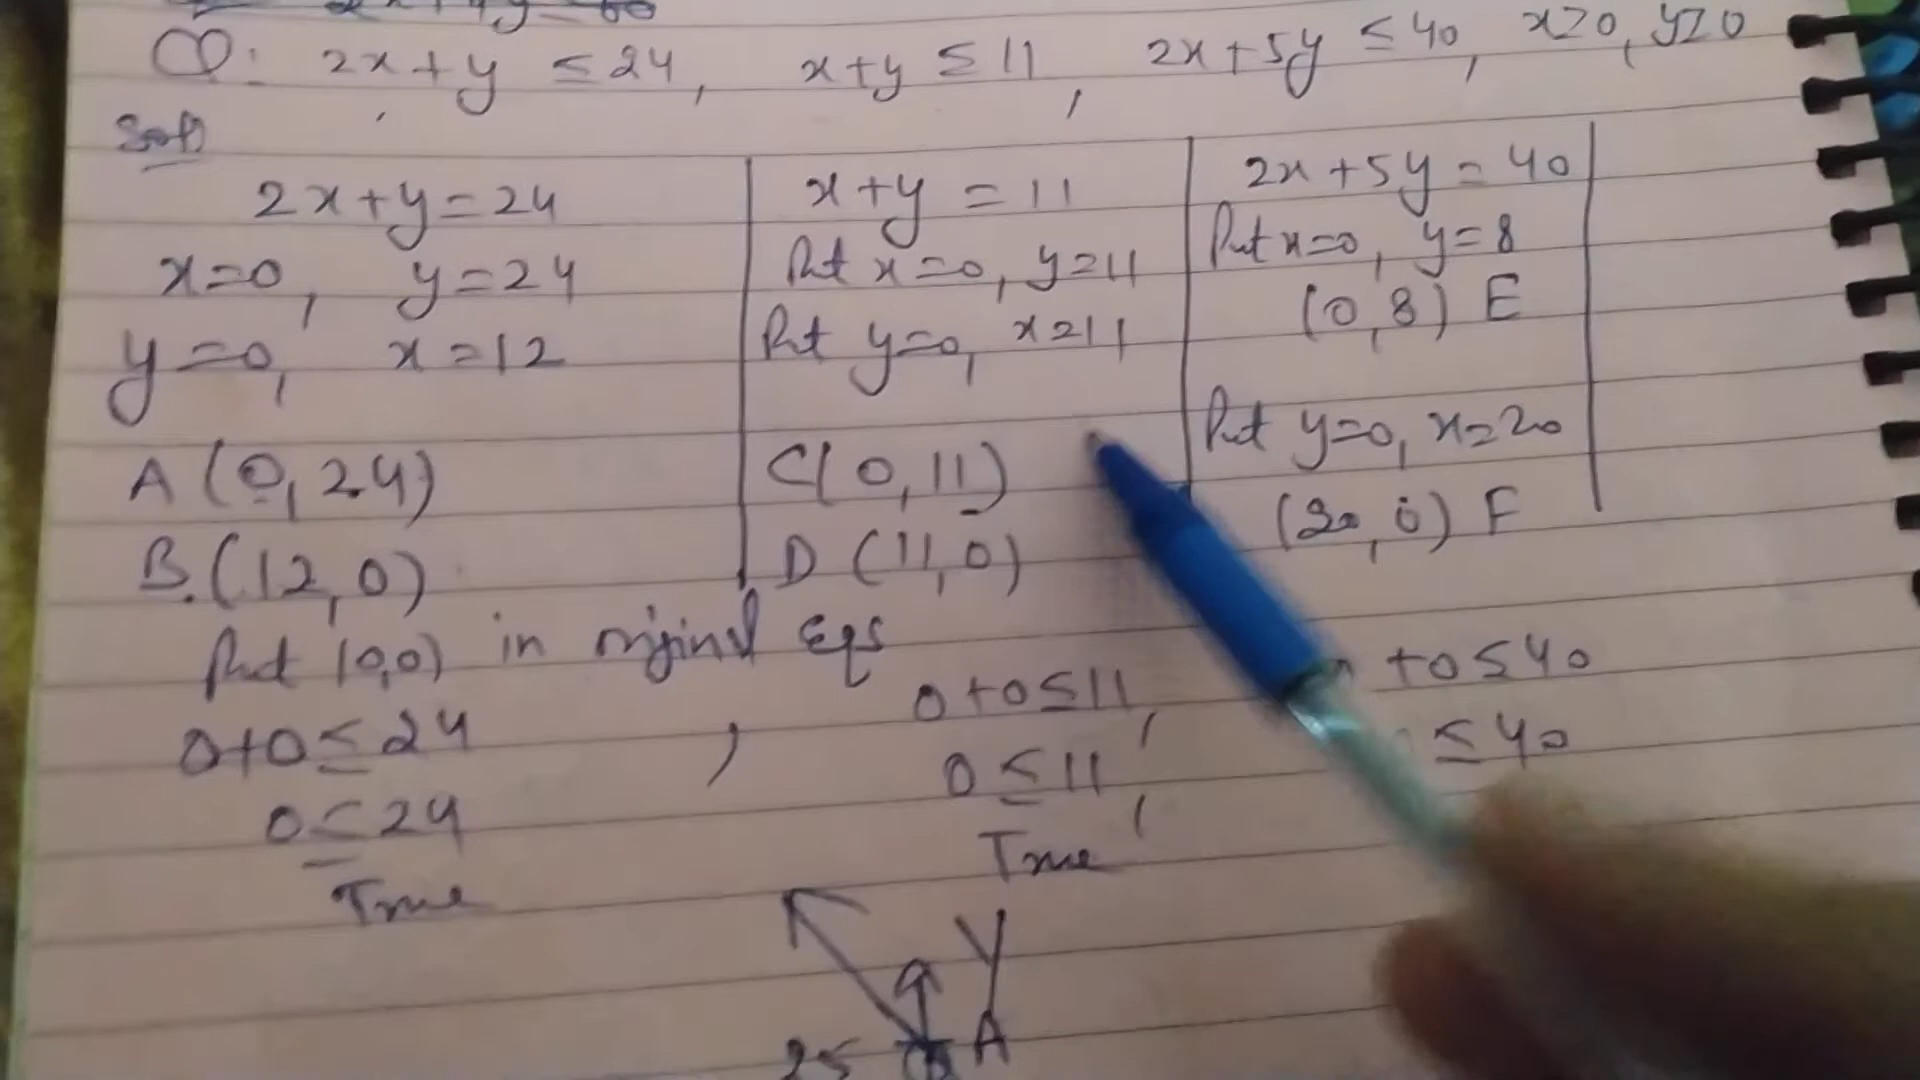 Q: 2x+y ≤ 24, x+y ≤ 11, 2x+5y ≤ 40, x≥0, y≥0
Soln
2x+y=24
x=0, y=24
y=0, x=12
A (0,24)
B.(12,0)
x+y = 11
Put x=0, y=11
Put y=0, x=11
C(0,11)
D (11,0)
2x+5y=40
Put x=0, y=8
(0,8) E
Put y=0, x=20
(20,0) F
Put (0,0) in original Eqs
0+0≤24, 0+0≤11, +0≤40
0≤24 0≤11, ≤40
True True
Y
25 A